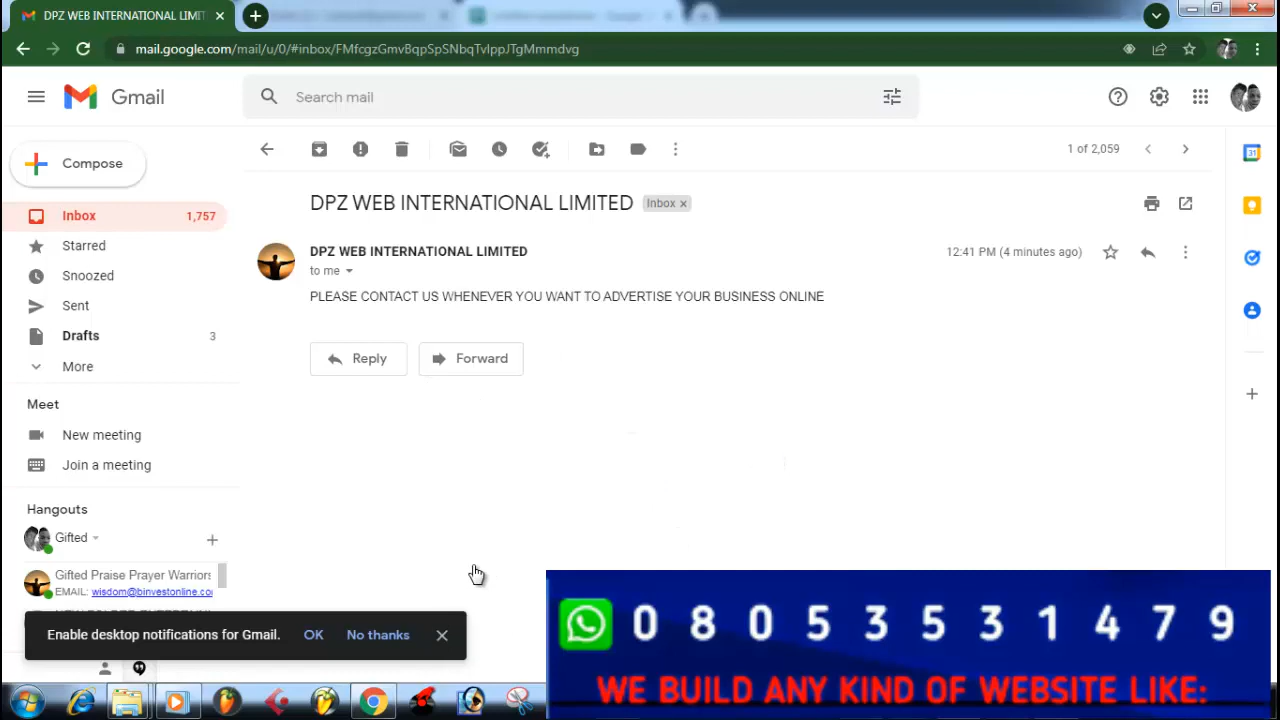 DPZ WEB INTERNATIONAL LIMIT
mail.google.com/mail/u/0/#inbox/FMfcgzGmvBqpSpSNbqTvlppJTgMmmdvg
Gmail
Search mail
Compose
1 of 2,059
Inbox 1,757
Starred
Snoozed
Sent
Drafts 3
More
Meet
New meeting
Join a meeting
Hangouts
Gifted
Gifted Praise Prayer Warriors
EMAIL: wisdom@binvestonline.co
DPZ WEB INTERNATIONAL LIMITED Inbox x
DPZ WEB INTERNATIONAL LIMITED 12:41 PM (4 minutes ago)
to me
PLEASE CONTACT US WHENEVER YOU WANT TO ADVERTISE YOUR BUSINESS ONLINE
Reply Forward
Enable desktop notifications for Gmail. OK No thanks
0 8 0 5 3 5 3 1 4 7 9
WE BUILD ANY KIND OF WEBSITE LIKE: